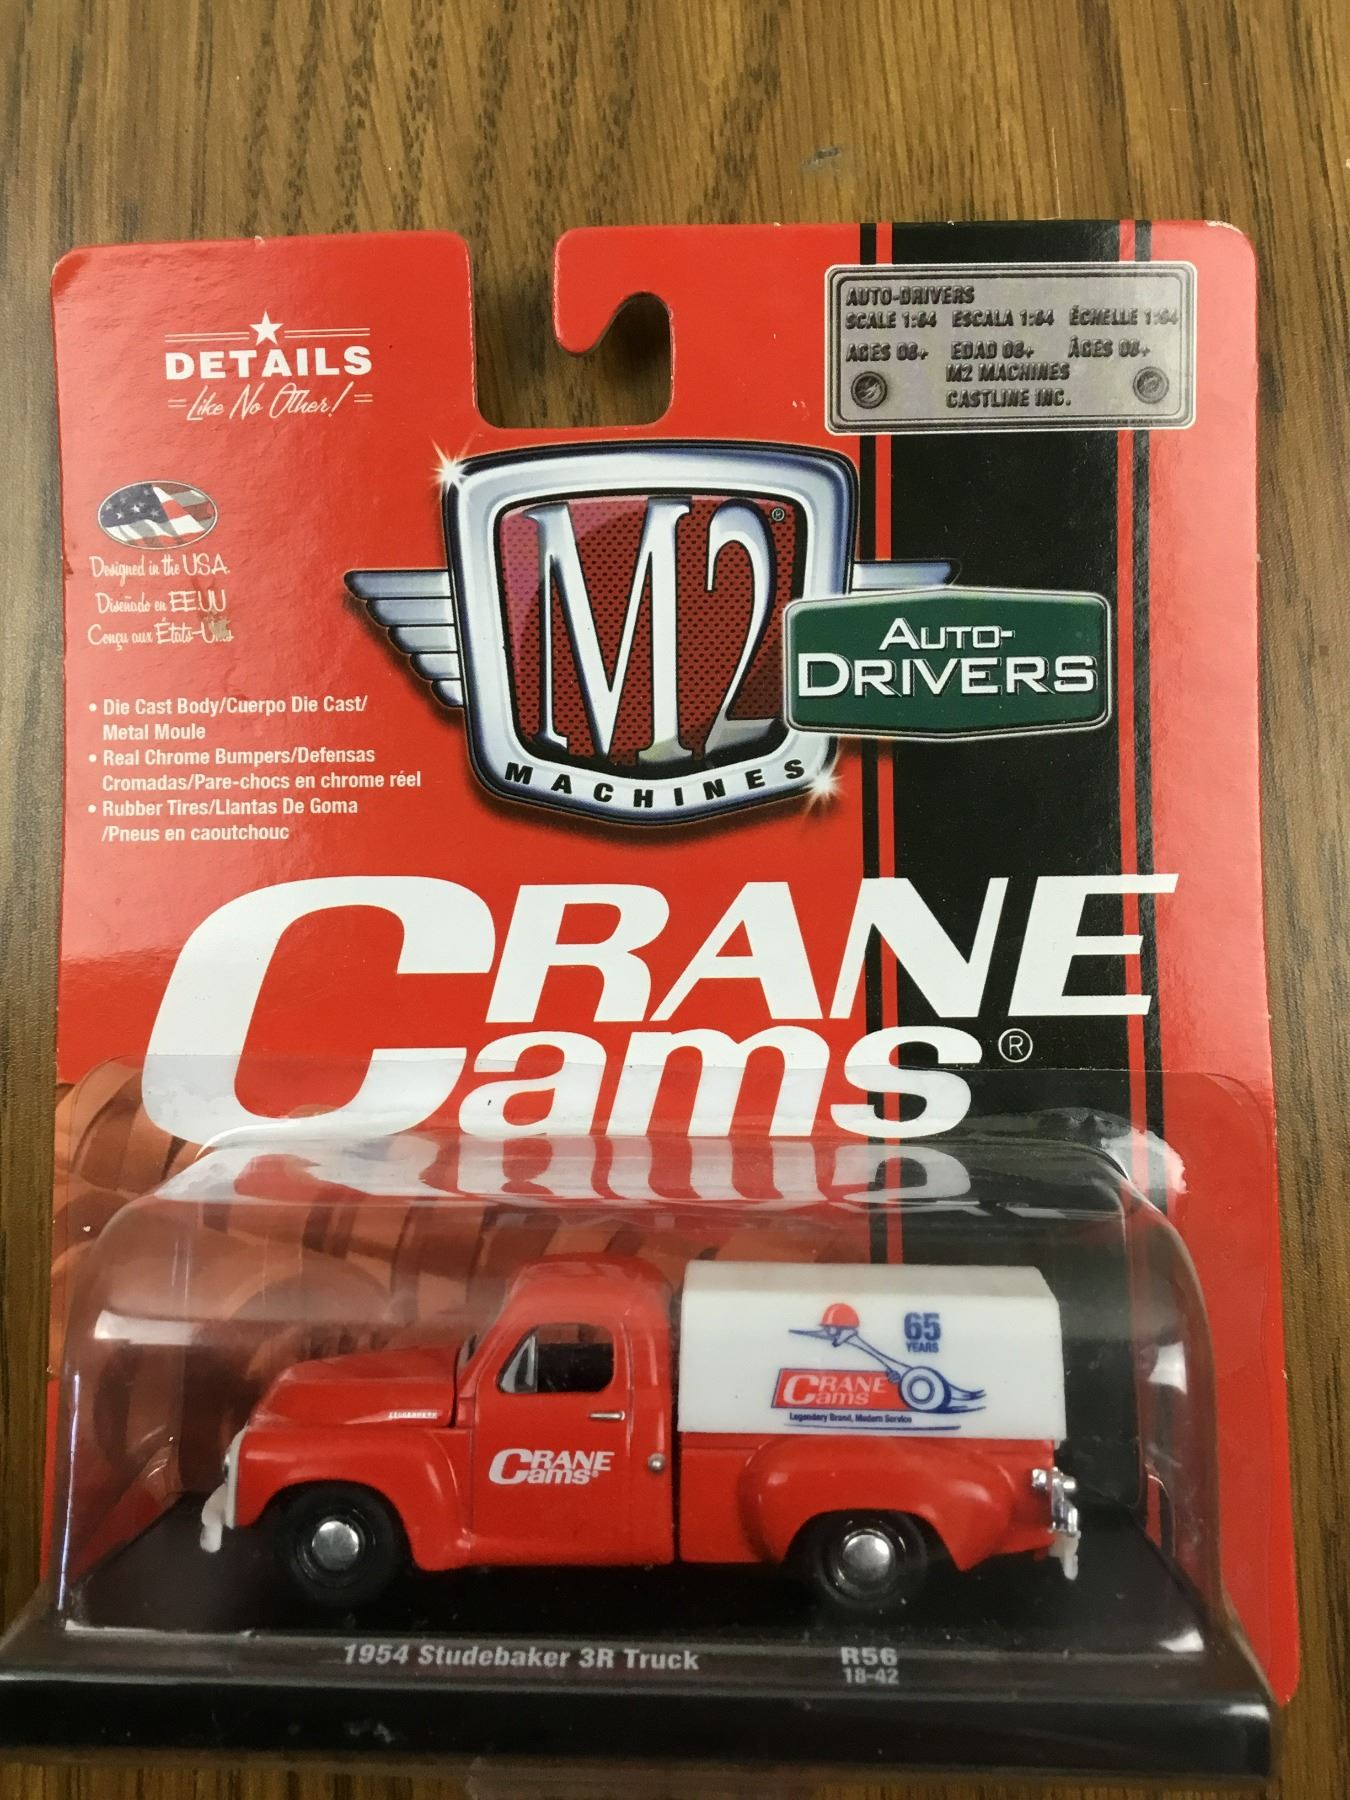 AUTO-DRIVERS
SCALE 1:64 ESCALA 1:64 ÉCHELLE 1:64
AGES 08+ EDAD 08+ ÂGES 08+
M2 MACHINES
CASTLINE INC.
DETAILS
Like No Other!
M2®
MACHINES
AUTO-
DRIVERS
Designed in the USA.
Diseñado en EE.UU
Conçu aux États-Unis
• Die Cast Body/Cuerpo Die Cast/
Metal Moule
• Real Chrome Bumpers/Defensas
Cromadas/Pare-chocs en chrome réel
• Rubber Tires/Llantas De Goma
/Pneus en caoutchouc
CRANE
Cams®
65
YEARS
CRANE
Cams
Legendary Brand, Modern Service
CRANE
Cams®
1954 Studebaker 3R Truck R56
18-42